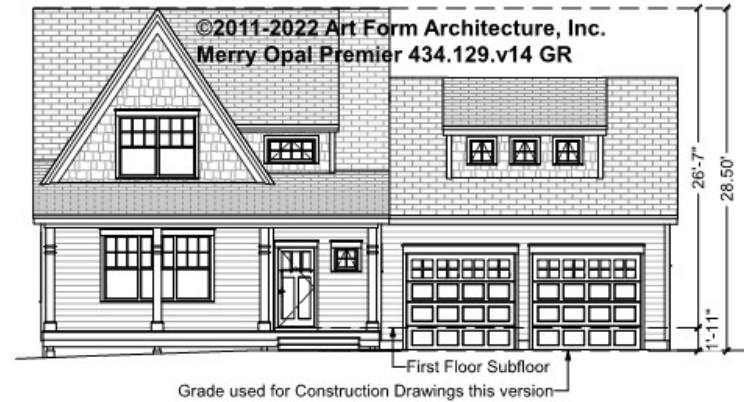 ©2011-2022 Art Form Architecture, Inc.
Merry Opal Premier 434.129.v14 GR
26'-7"
28.50'
1'-11"
First Floor Subfloor
Grade used for Construction Drawings this version